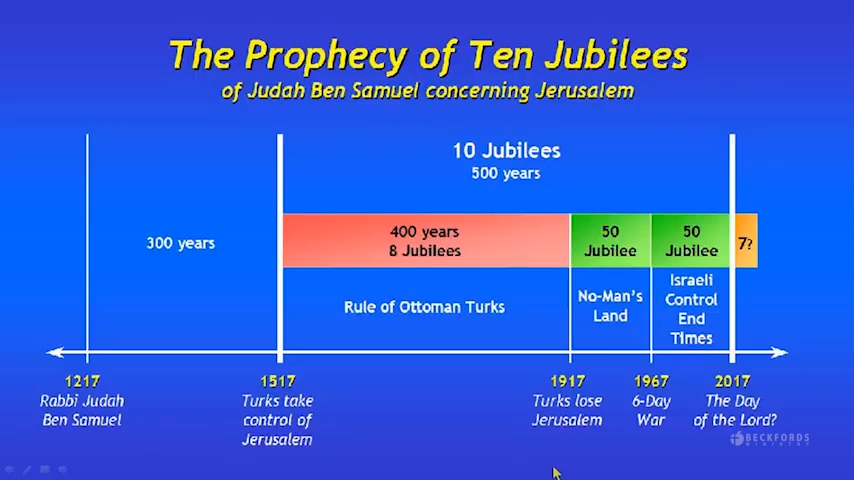 The Prophecy of Ten Jubilees
of Judah Ben Samuel concerning Jerusalem
10 Jubilees
500 years
300 years
400 years
8 Jubilees
50
Jubilee
50
Jubilee
7?
Rule of Ottoman Turks
No-Man's
Land
Israeli
Control
End
Times
1217
Rabbi Judah
Ben Samuel
1517
Turks take
control of
Jerusalem
1917
Turks lose
Jerusalem
1967
6-Day
War
2017
The Day
of the Lord?
BECKFORDS
MINISTRY